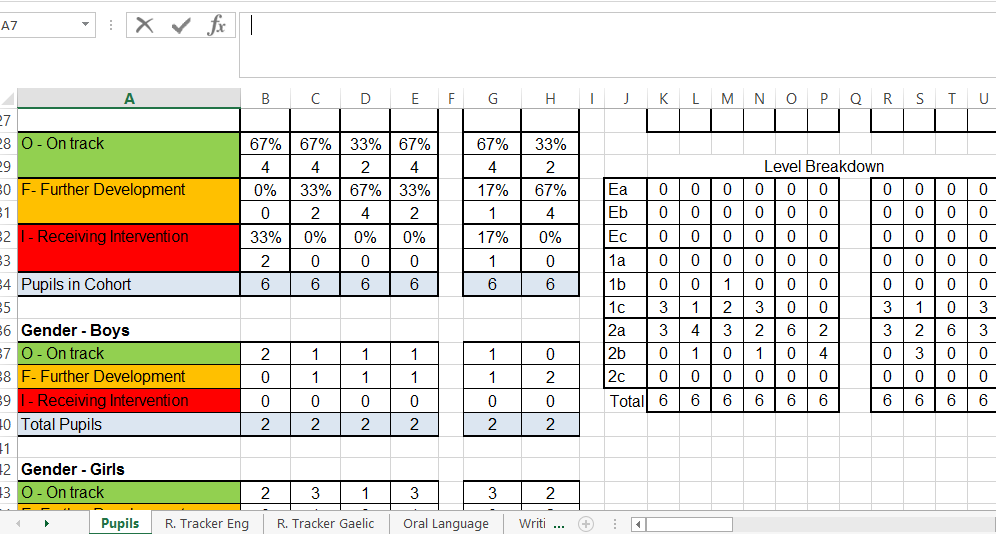 A7 fx
A B C D E F G H I J K L M N O P Q R S T U
27
28 O - On track 67% 67% 33% 67% 67% 33%
29 4 4 2 4 4 2 Level Breakdown
30 F- Further Development 0% 33% 67% 33% 17% 67% Ea 0 0 0 0 0 0 0 0 0 0
31 0 2 4 2 1 4 Eb 0 0 0 0 0 0 0 0 0 0
32 I - Receiving Intervention 33% 0% 0% 0% 17% 0% Ec 0 0 0 0 0 0 0 0 0 0
33 2 0 0 0 1 0 1a 0 0 0 0 0 0 0 0 0 0
34 Pupils in Cohort 6 6 6 6 6 6 1b 0 0 1 0 0 0 0 0 0 0
35 1c 3 1 2 3 0 0 3 1 0 3
36 Gender - Boys 2a 3 4 3 2 6 2 3 2 6 3
37 O - On track 2 1 1 1 1 0 2b 0 1 0 1 0 4 0 3 0 0
38 F- Further Development 0 1 1 1 1 2 2c 0 0 0 0 0 0 0 0 0 0
39 I - Receiving Intervention 0 0 0 0 0 0 Total 6 6 6 6 6 6 6 6 6 6
40 Total Pupils 2 2 2 2 2 2
41
42 Gender - Girls
43 O - On track 2 3 1 3 3 2
Pupils R. Tracker Eng R. Tracker Gaelic Oral Language Writi ...